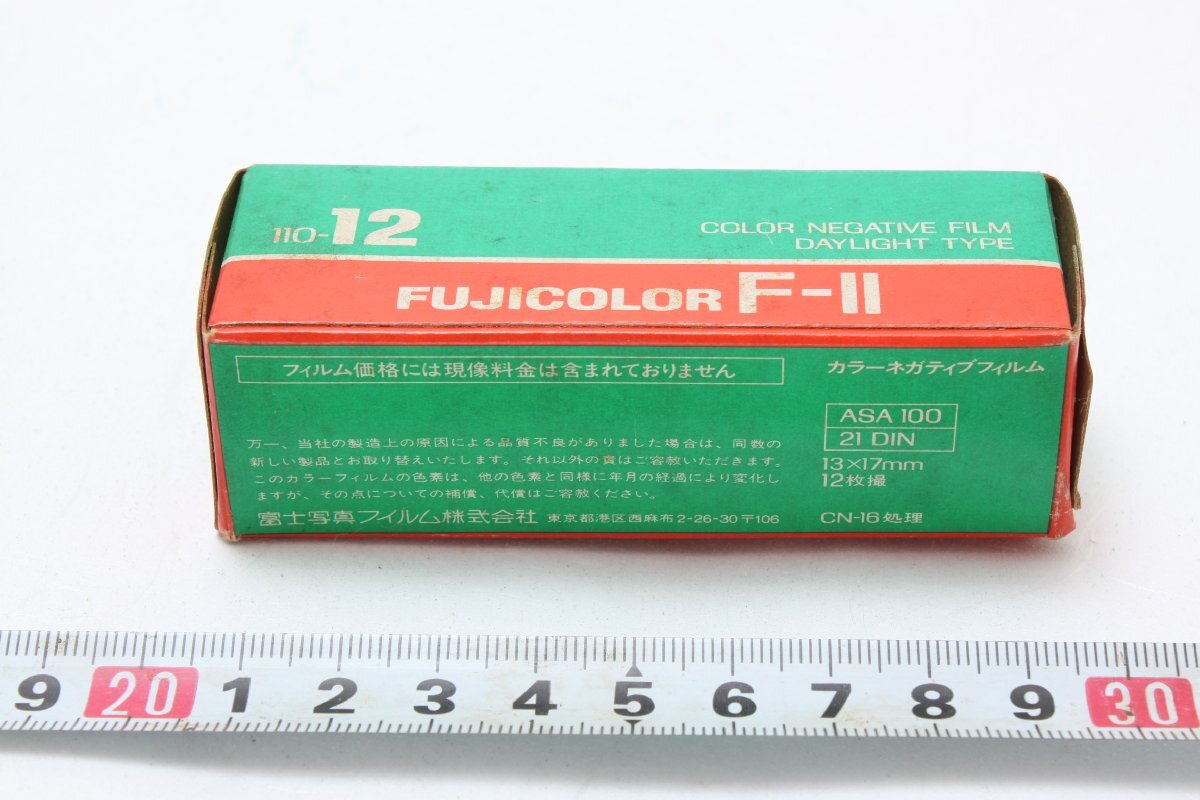 110-12
COLOR NEGATIVE FILM
DAYLIGHT TYPE
FUJICOLOR F-II
フィルム価格には現像料金は含まれておりません
カラーネガティブフィルム
ASA 100
21 DIN
13×17mm
12枚撮
CN-16処理
万一、当社の製造上の原因による品質不良がありました場合は、同数の
新しい製品とお取り替えいたします。それ以外の責はご容赦いただきます。
このカラーフィルムの色素は、他の色素と同様に年月の経過により変化し
ますが、その点についての補償、代償はご容赦ください。
富士写真フイルム株式会社 東京都港区西麻布2-26-30〒106
9 20 1 2 3 4 5 6 7 8 9 30